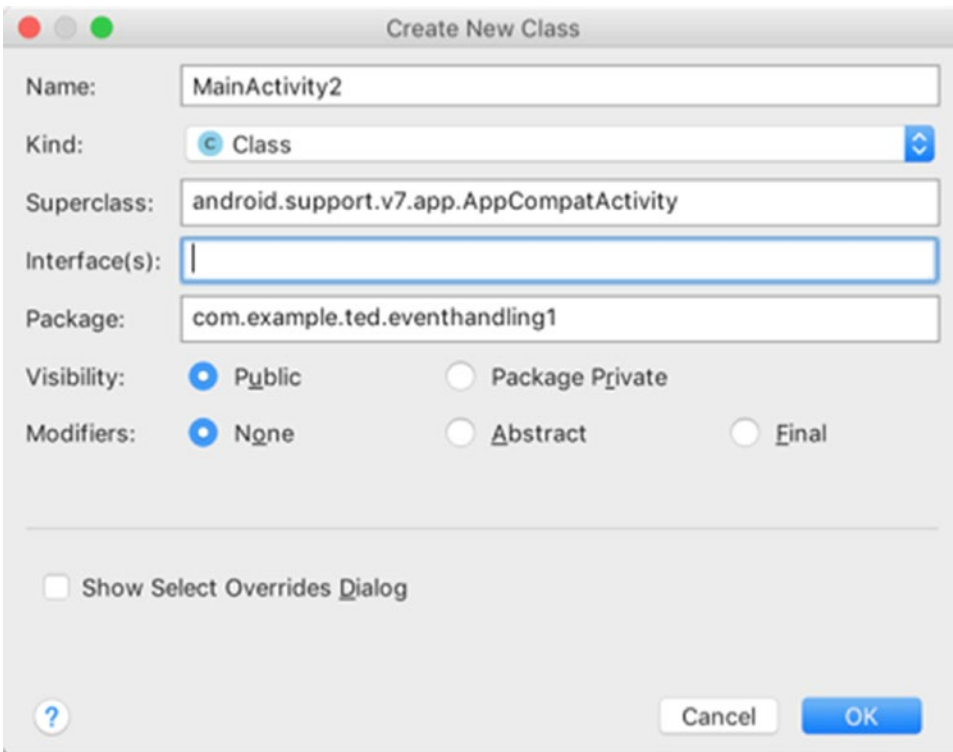 Create New Class
Name: MainActivity2
Kind: C Class
Superclass: android.support.v7.app.AppCompatActivity
Interface(s):
Package: com.example.ted.eventhandling1
Visibility: Public Package Private
Modifiers: None Abstract Final
Show Select Overrides Dialog
? Cancel OK